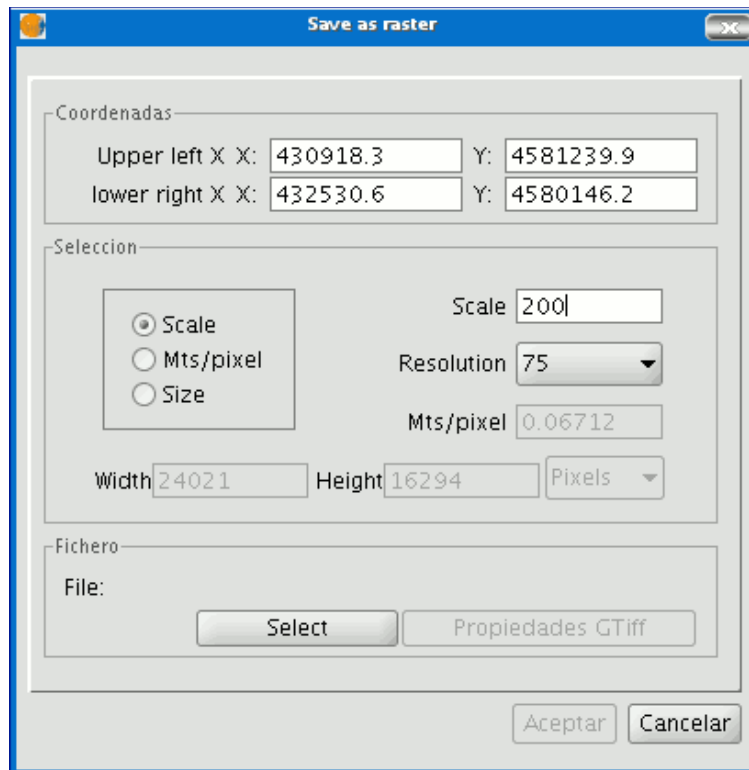 Save as raster
Coordenadas
Upper left X X: 430918.3 Y: 4581239.9
lower right X X: 432530.6 Y: 4580146.2
Seleccion
Scale 200
Scale
Mts/pixel
Size
Resolution 75
Mts/pixel 0.06712
Width 24021 Height 16294 Pixels
Fichero
File:
Select Propiedades GTiff
Aceptar Cancelar